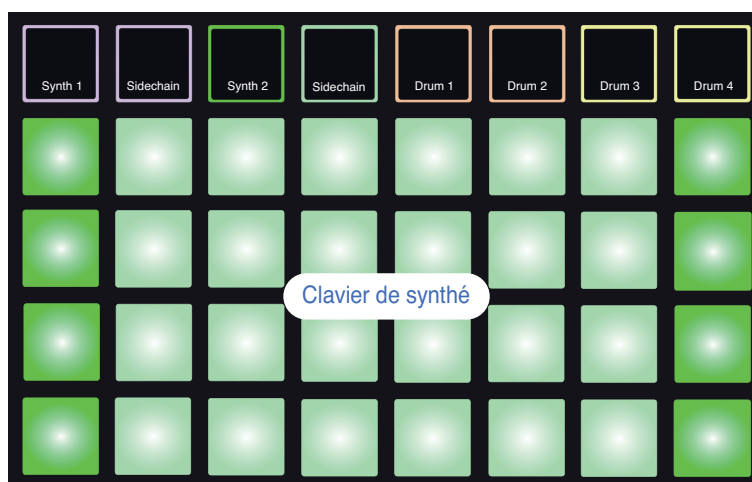 Synth 1 Sidechain Synth 2 Sidechain Drum 1 Drum 2 Drum 3 Drum 4
Clavier de synthé